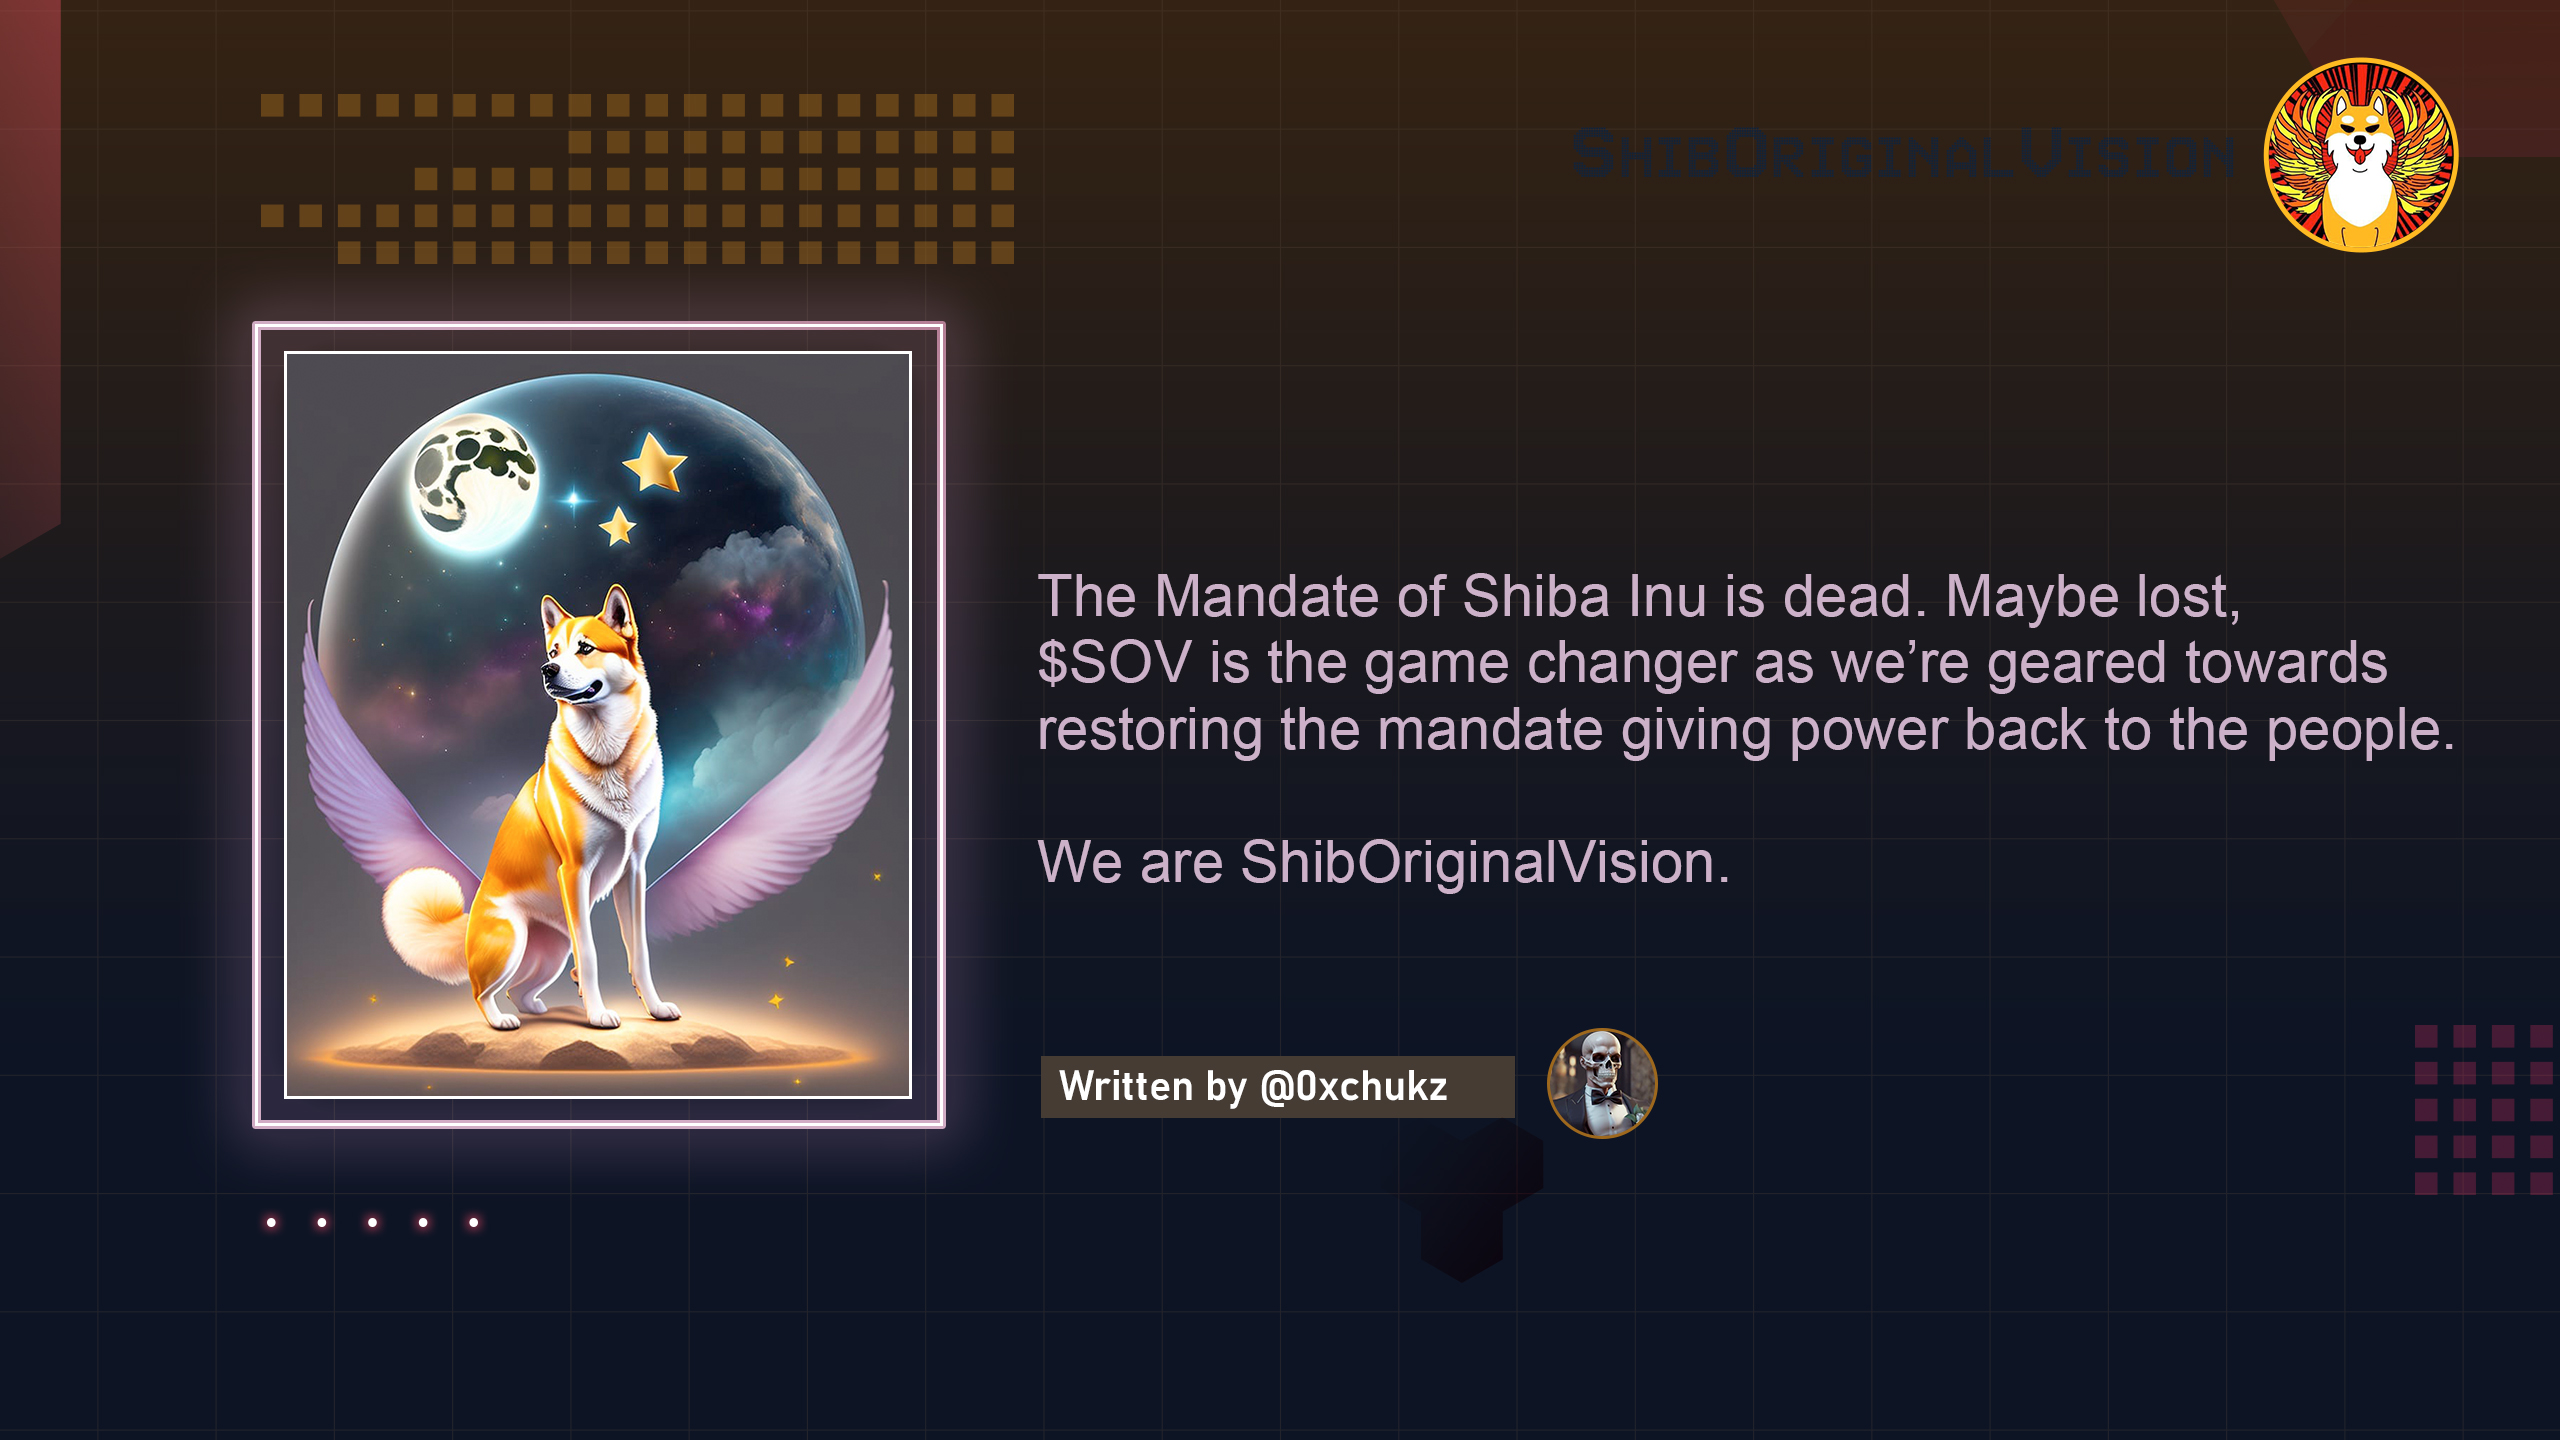 ShibOriginalVision
The Mandate of Shiba Inu is dead. Maybe lost,
$SOV is the game changer as we’re geared towards
restoring the mandate giving power back to the people.
We are ShibOriginalVision.
Written by @0xchukz